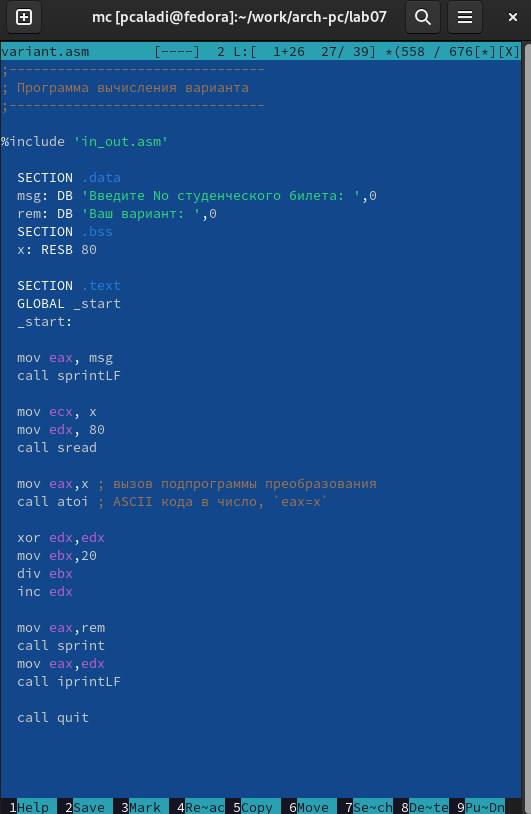 mc [pcaladi@fedora]:~/work/arch-pc/lab07
variant.asm [----] 2 L:[ 1+26 27/ 39] *(558 / 676[*][X]
;--------------------------------
; Программа вычисления варианта
;--------------------------------
%include 'in_out.asm'
SECTION .data
msg: DB 'Введите No студенческого билета: ',0
rem: DB 'Ваш вариант: ',0
SECTION .bss
x: RESB 80
SECTION .text
GLOBAL _start
_start:
mov eax, msg
call sprintLF
mov ecx, x
mov edx, 80
call sread
mov eax,x ; вызов подпрограммы преобразования
call atoi ; ASCII кода в число, `eax=x`
xor edx,edx
mov ebx,20
div ebx
inc edx
mov eax,rem
call sprint
mov eax,edx
call iprintLF
call quit
1Help 2Save 3Mark 4Re~ac 5Copy 6Move 7Se~ch 8De~te 9Pu~Dn